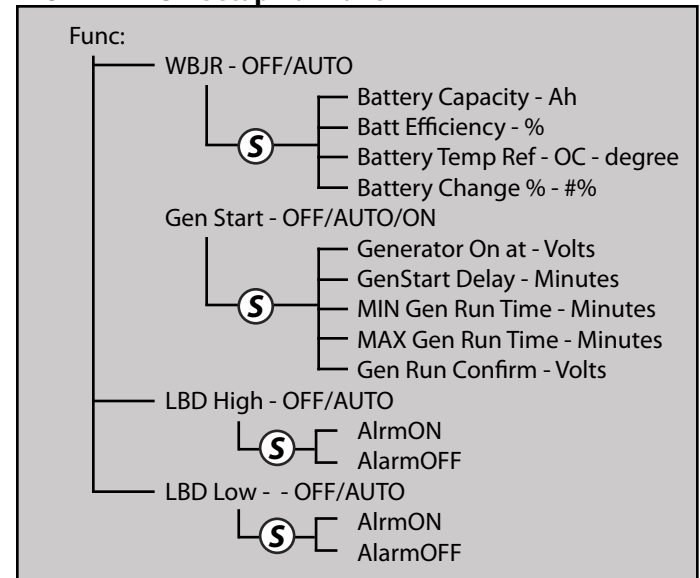 Func:
WBJR - OFF/AUTO
Battery Capacity - Ah
S
Batt Efficiency - %
Battery Temp Ref - OC - degree
Battery Change % - #%
Gen Start - OFF/AUTO/ON
Generator On at - Volts
GenStart Delay - Minutes
S
MIN Gen Run Time - Minutes
MAX Gen Run Time - Minutes
Gen Run Confirm - Volts
LBD High - OFF/AUTO
AlrmON
S
AlarmOFF
LBD Low - - OFF/AUTO
AlrmON
S
AlarmOFF